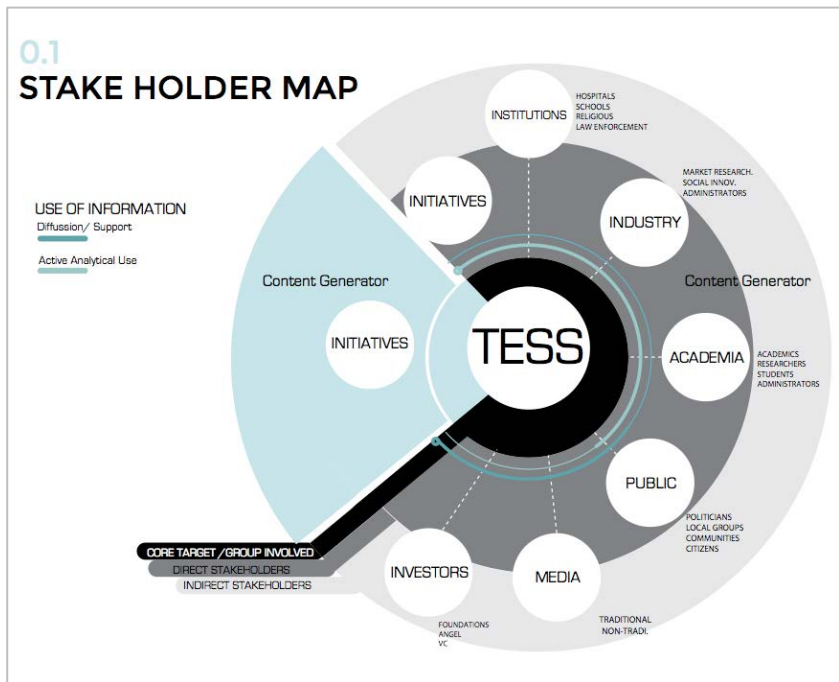 0.1
STAKE HOLDER MAP
USE OF INFORMATION
Diffussion/ Support
Active Analytical Use
INSTITUTIONS
HOSPITALS
SCHOOLS
RELIGIOUS
LAW ENFORCEMENT
INITIATIVES
INDUSTRY
MARKET RESEARCH.
SOCIAL INNOV.
ADMINISTRATORS
Content Generator
INITIATIVES
TESS
Content Generator
ACADEMIA
ACADEMICS
RESEARCHERS
STUDENTS
ADMINISTRATORS
PUBLIC
POLITICIANS
LOCAL GROUPS
COMMUNITIES
CITIZENS
CORE TARGET /GROUP INVOLVED
DIRECT STAKEHOLDERS
INDIRECT STAKEHOLDERS
INVESTORS
FOUNDATIONS
ANGEL
VC
MEDIA
TRADITIONAL
NON-TRADI.